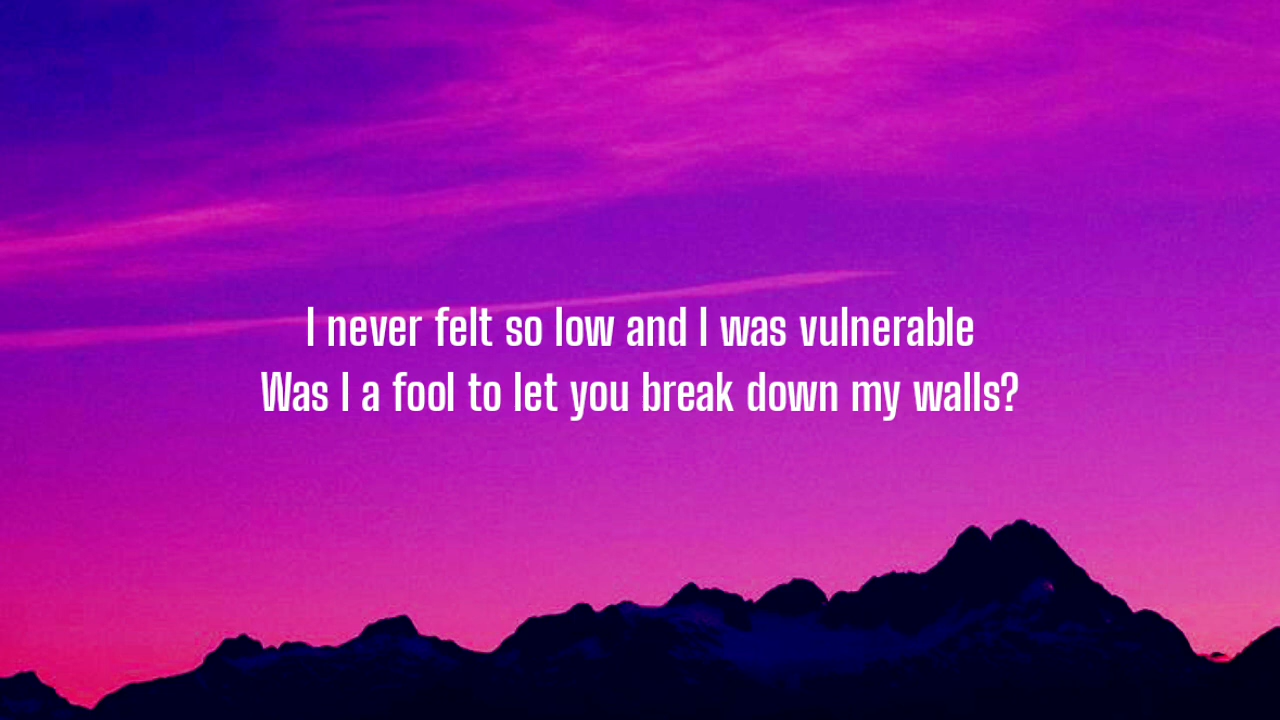 I never felt so low and I was vulnerable
Was I a fool to let you break down my walls?